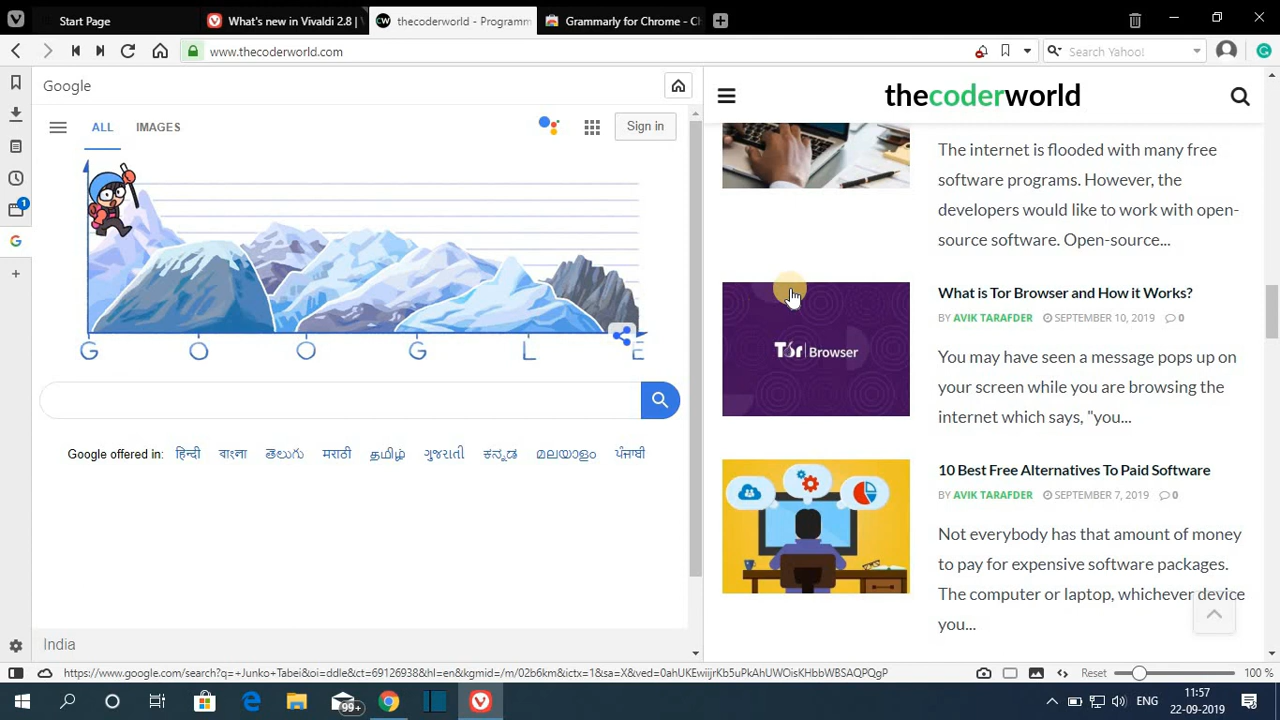 Start Page
What's new in Vivaldi 2.8 |
thecoderworld - Programm
Grammarly for Chrome - Ch
www.thecoderworld.com
Search Yahoo!
Google
ALL
IMAGES
Sign in
G O O G L E
Google offered in: हिन्दी বাংলা తెలుగు मराठी தமிழ் ગુજરાતી ಕನ್ನಡ മലയാളം ਪੰਜਾਬੀ
India
thecoderworld
The internet is flooded with many free
software programs. However, the
developers would like to work with open-
source software. Open-source...
What is Tor Browser and How it Works?
BY AVIK TARAFDER SEPTEMBER 10, 2019 0
Tor Browser
You may have seen a message pops up on
your screen while you are browsing the
internet which says, "you...
10 Best Free Alternatives To Paid Software
BY AVIK TARAFDER SEPTEMBER 7, 2019 0
Not everybody has that amount of money
to pay for expensive software packages.
The computer or laptop, whichever device
you...
1
https://www.google.com/search?q=+Junko+Tabei&oi=ddle&ct=69126938&hl=en&kgmid=/m/02b6km&ictx=1&sa=X&ved=0ahUKEwiijrKb5uPkAhUWOisKHbbWBSAQPQgP
Reset
100 %
99+
ENG
11:57
22-09-2019